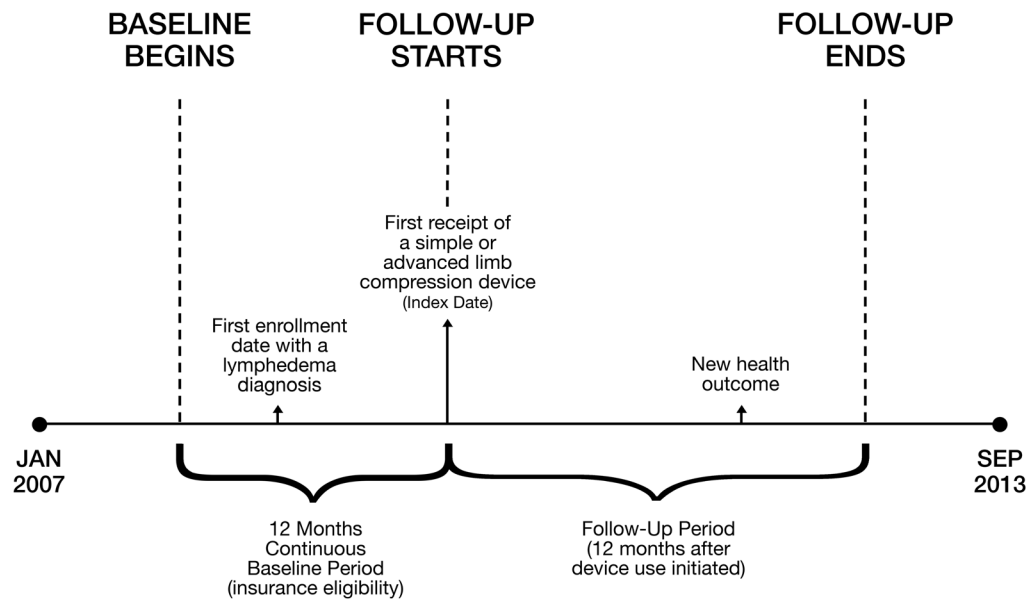 BASELINE
BEGINS
FOLLOW-UP
STARTS
FOLLOW-UP
ENDS
First receipt of
a simple or
advanced limb
compression device
(Index Date)
First enrollment
date with a
lymphedema
diagnosis
New health
outcome
JAN
2007
SEP
2013
12 Months
Continuous
Baseline Period
(insurance eligibility)
Follow-Up Period
(12 months after
device use initiated)